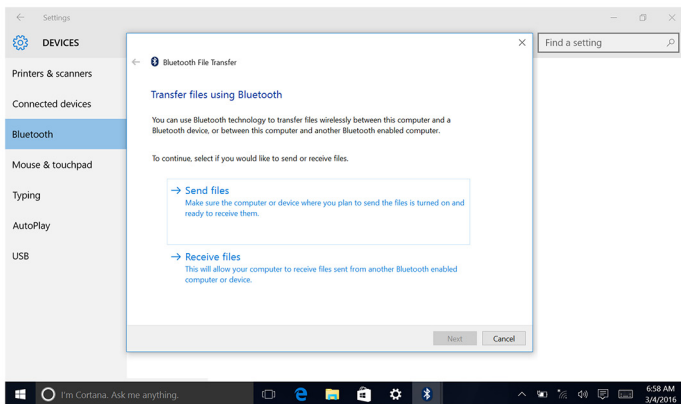 Settings
DEVICES
Find a setting
Printers & scanners
Connected devices
Bluetooth
Mouse & touchpad
Typing
AutoPlay
USB
Bluetooth File Transfer
Transfer files using Bluetooth
You can use Bluetooth technology to transfer files wirelessly between this computer and a
Bluetooth device, or between this computer and another Bluetooth enabled computer.
To continue, select if you would like to send or receive files.
Send files
Make sure the computer or device where you plan to send the files is turned on and
ready to receive them.
Receive files
This will allow your computer to receive files sent from another Bluetooth enabled
computer or device.
Next
Cancel
I'm Cortana. Ask me anything.
6:58 AM
3/4/2016